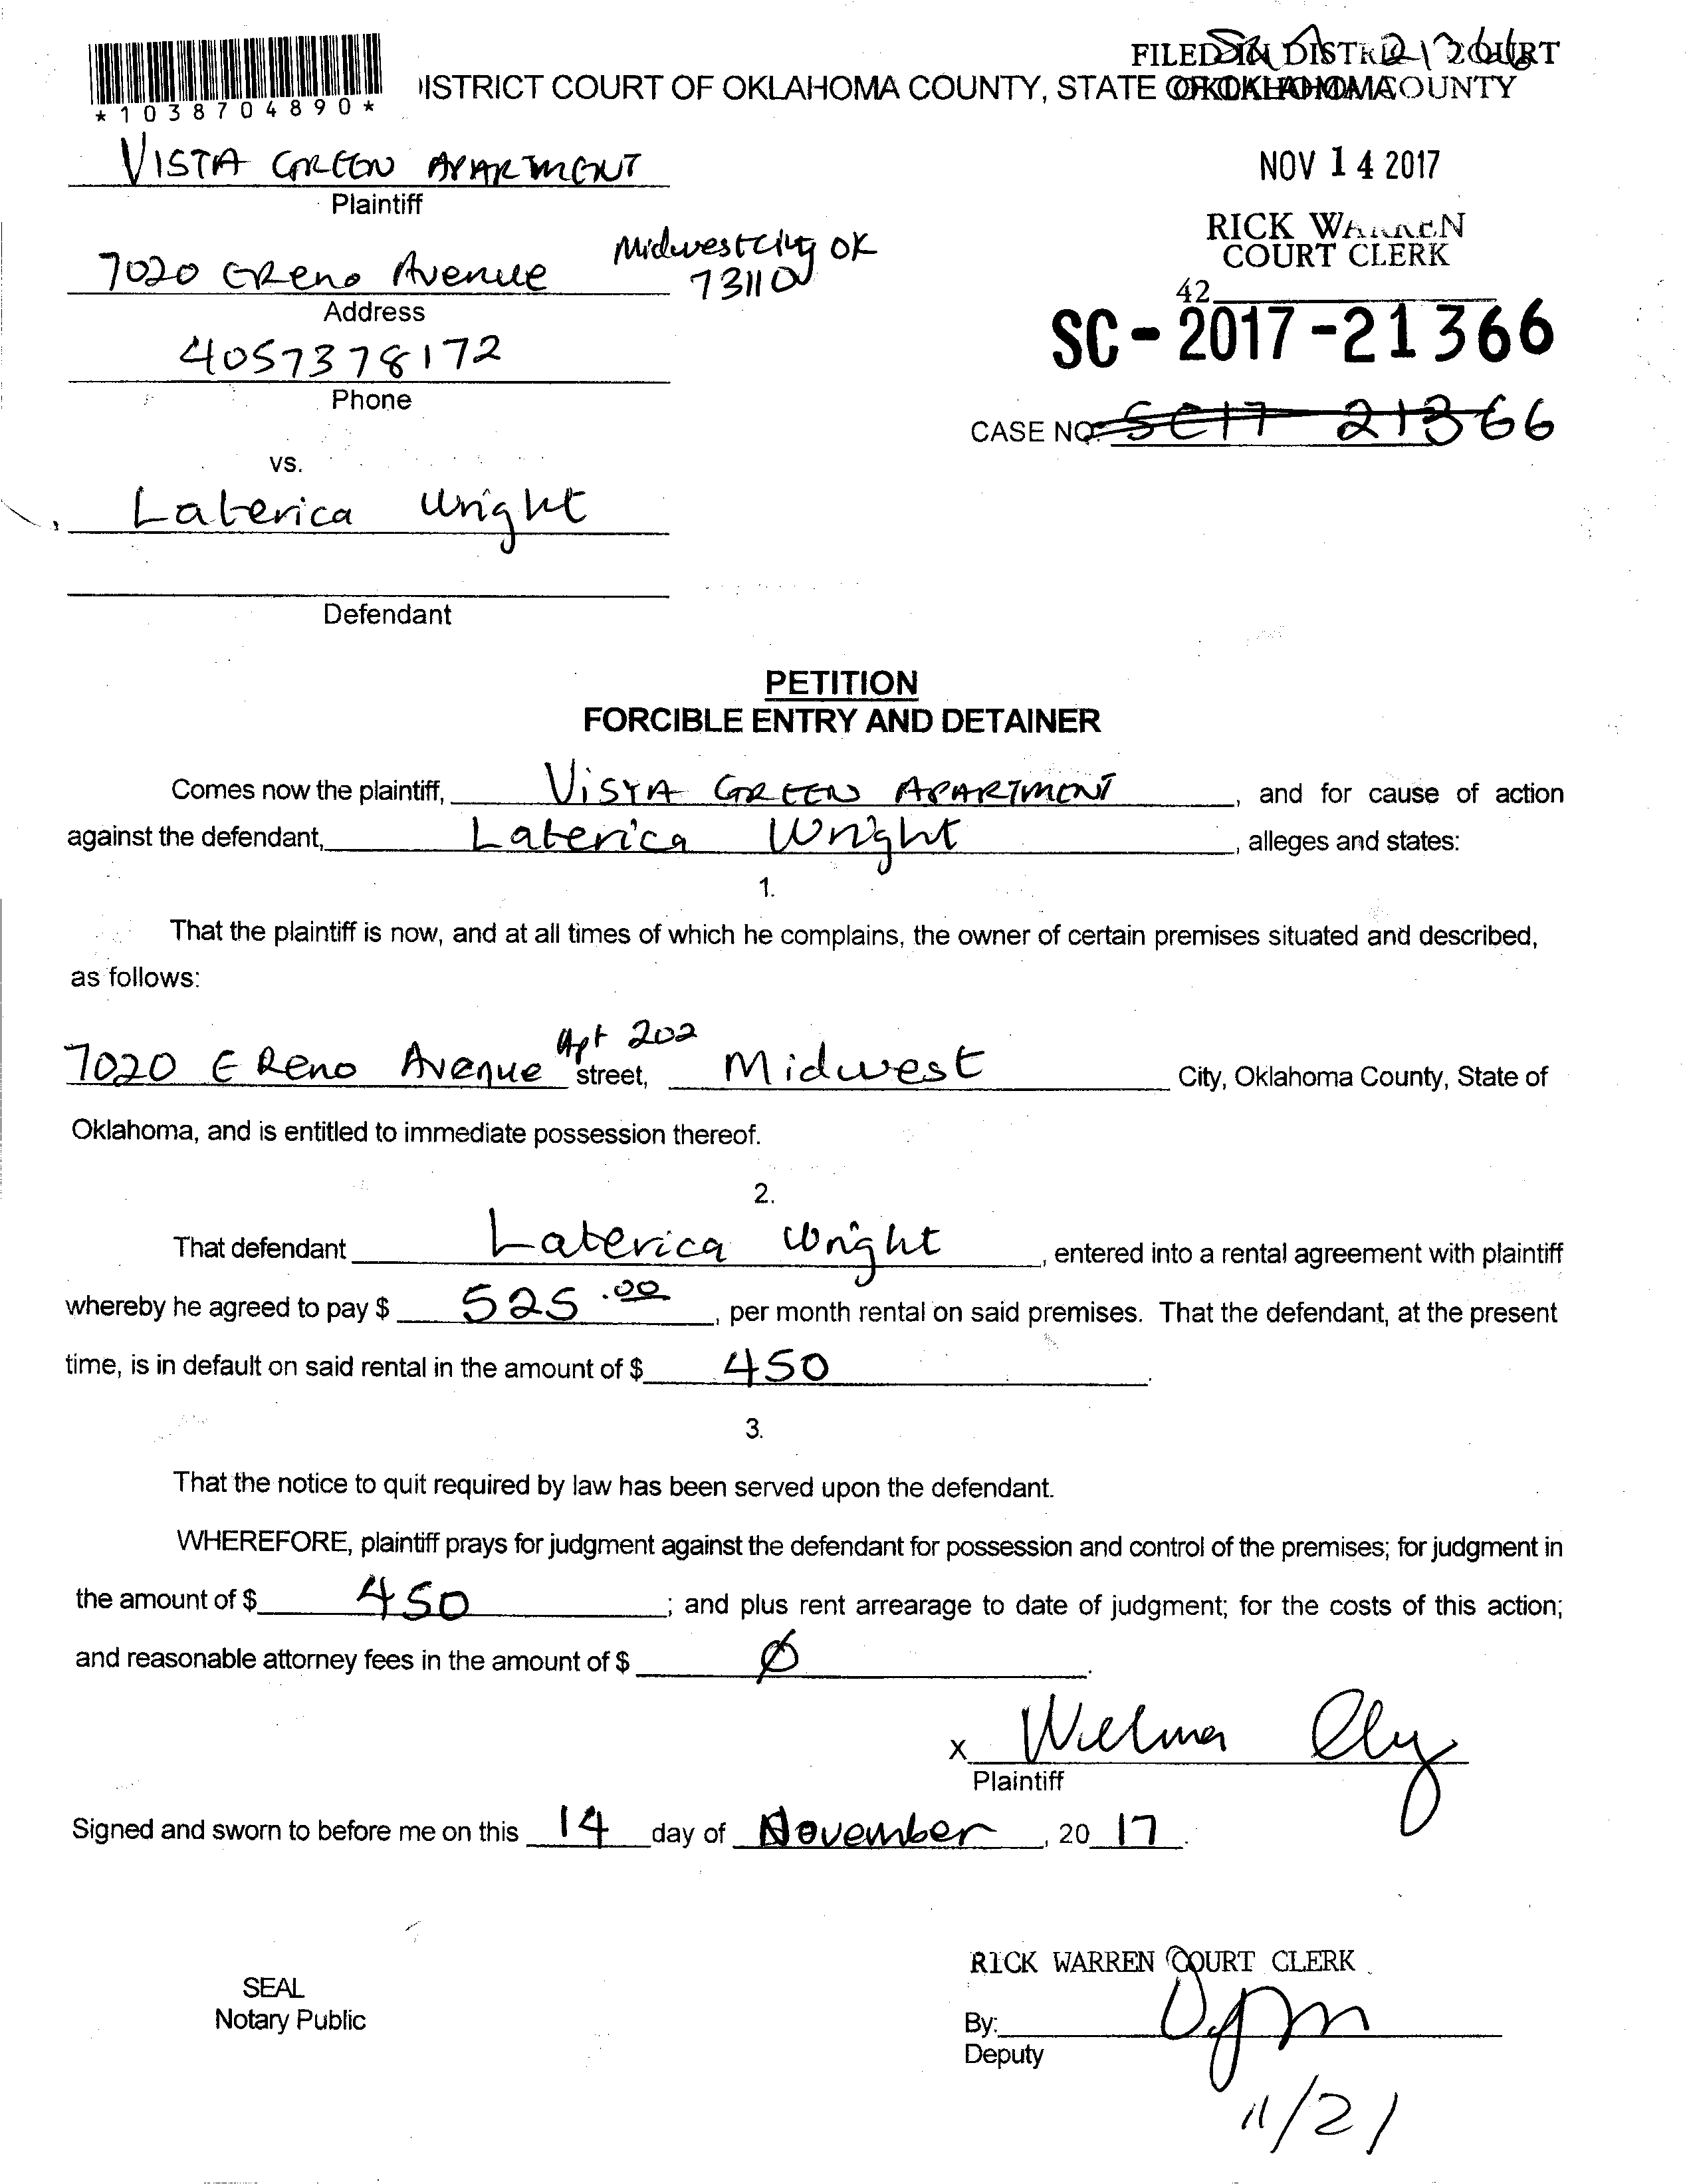 FILED IN DISTRICT COURT
*1038704890*
DISTRICT COURT OF OKLAHOMA COUNTY, STATE OF OKLAHOMA
OKLAHOMA COUNTY
VISTA GREEN APARTMENT
Plaintiff
NOV 14 2017
RICK WARREN
COURT CLERK
42
7020 E Reno Avenue
Midwest city OK
73110
Address
4057378172
Phone
SC-2017-21366
CASE NO. SC17 21366
vs.
Laterica Wright
Defendant
PETITION
FORCIBLE ENTRY AND DETAINER
Comes now the plaintiff, VISTA GREEN APARTMENT, and for cause of action
against the defendant, Laterica Wright, alleges and states:
1.
That the plaintiff is now, and at all times of which he complains, the owner of certain premises situated and described,
as follows:
7020 E Reno Avenue Apt 202 street, Midwest City, Oklahoma County, State of
Oklahoma, and is entitled to immediate possession thereof.
2.
That defendant Laterica Wright, entered into a rental agreement with plaintiff
whereby he agreed to pay $ 525.00, per month rental on said premises. That the defendant, at the present
time, is in default on said rental in the amount of $ 450.
3.
That the notice to quit required by law has been served upon the defendant.
WHEREFORE, plaintiff prays for judgment against the defendant for possession and control of the premises; for judgment in
the amount of $ 450; and plus rent arrearage to date of judgment; for the costs of this action;
and reasonable attorney fees in the amount of $ Ø.
x Wilma Cly
Plaintiff
Signed and sworn to before me on this 14 day of November, 2017.
RICK WARREN COURT CLERK
SEAL
Notary Public
By:
Deputy
11/21